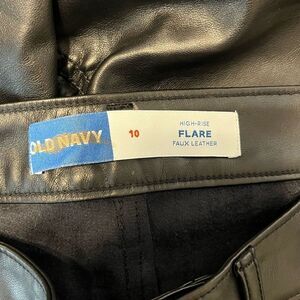 OLD NAVY
10
HIGH-RISE
FLARE
FAUX LEATHER